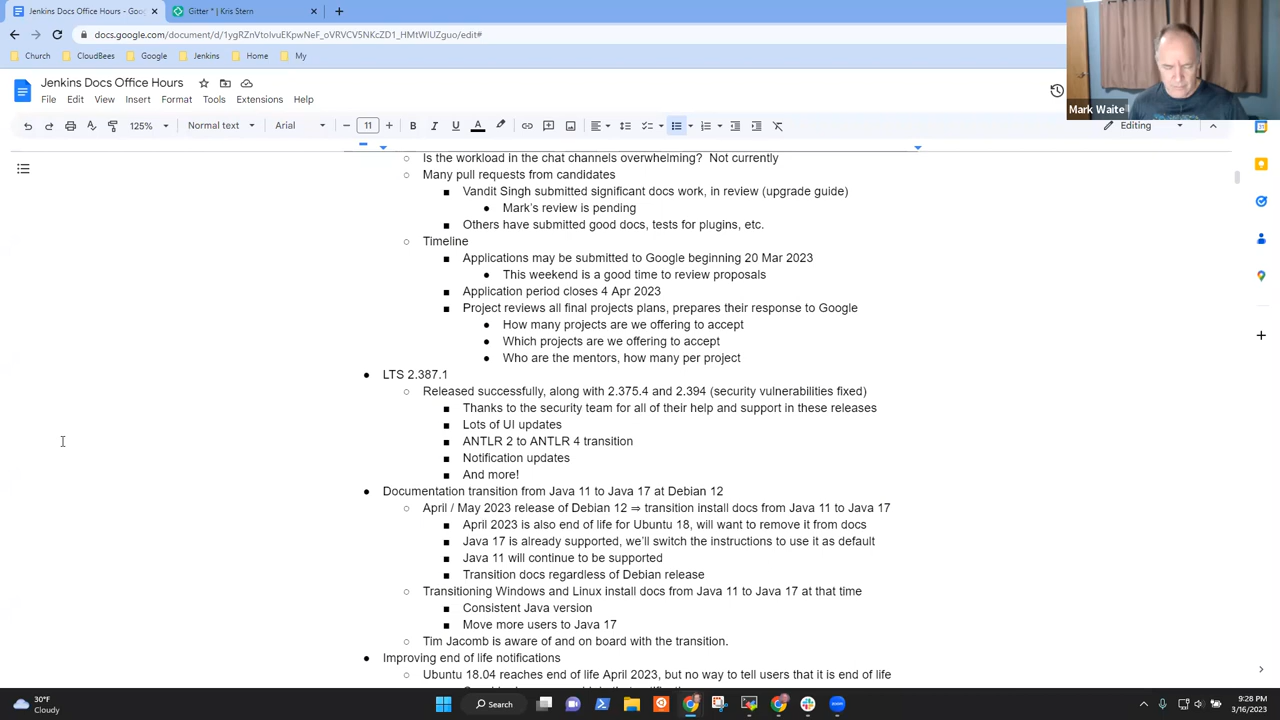 Jenkins Docs Office Hours - Goo
Gitter * | Kris Stern
docs.google.com/document/d/1ygRZnVtoIvuEKpwNeF_oVRVCV5NKcZD1_HMtWIUZguo/edit#
Church
CloudBees
Google
Jenkins
Home
My
Jenkins Docs Office Hours
File Edit View Insert Format Tools Extensions Help
125% Normal text Arial 11 Editing
Mark Waite
Is the workload in the chat channels overwhelming? Not currently
Many pull requests from candidates
Vandit Singh submitted significant docs work, in review (upgrade guide)
Mark's review is pending
Others have submitted good docs, tests for plugins, etc.
Timeline
Applications may be submitted to Google beginning 20 Mar 2023
This weekend is a good time to review proposals
Application period closes 4 Apr 2023
Project reviews all final projects plans, prepares their response to Google
How many projects are we offering to accept
Which projects are we offering to accept
Who are the mentors, how many per project
LTS 2.387.1
Released successfully, along with 2.375.4 and 2.394 (security vulnerabilities fixed)
Thanks to the security team for all of their help and support in these releases
Lots of UI updates
ANTLR 2 to ANTLR 4 transition
Notification updates
And more!
Documentation transition from Java 11 to Java 17 at Debian 12
April / May 2023 release of Debian 12 ⇒ transition install docs from Java 11 to Java 17
April 2023 is also end of life for Ubuntu 18, will want to remove it from docs
Java 17 is already supported, we'll switch the instructions to use it as default
Java 11 will continue to be supported
Transition docs regardless of Debian release
Transitioning Windows and Linux install docs from Java 11 to Java 17 at that time
Consistent Java version
Move more users to Java 17
Tim Jacomb is aware of and on board with the transition.
Improving end of life notifications
Ubuntu 18.04 reaches end of life April 2023, but no way to tell users that it is end of life
30°F
Cloudy
Search
9:28 PM
3/16/2023